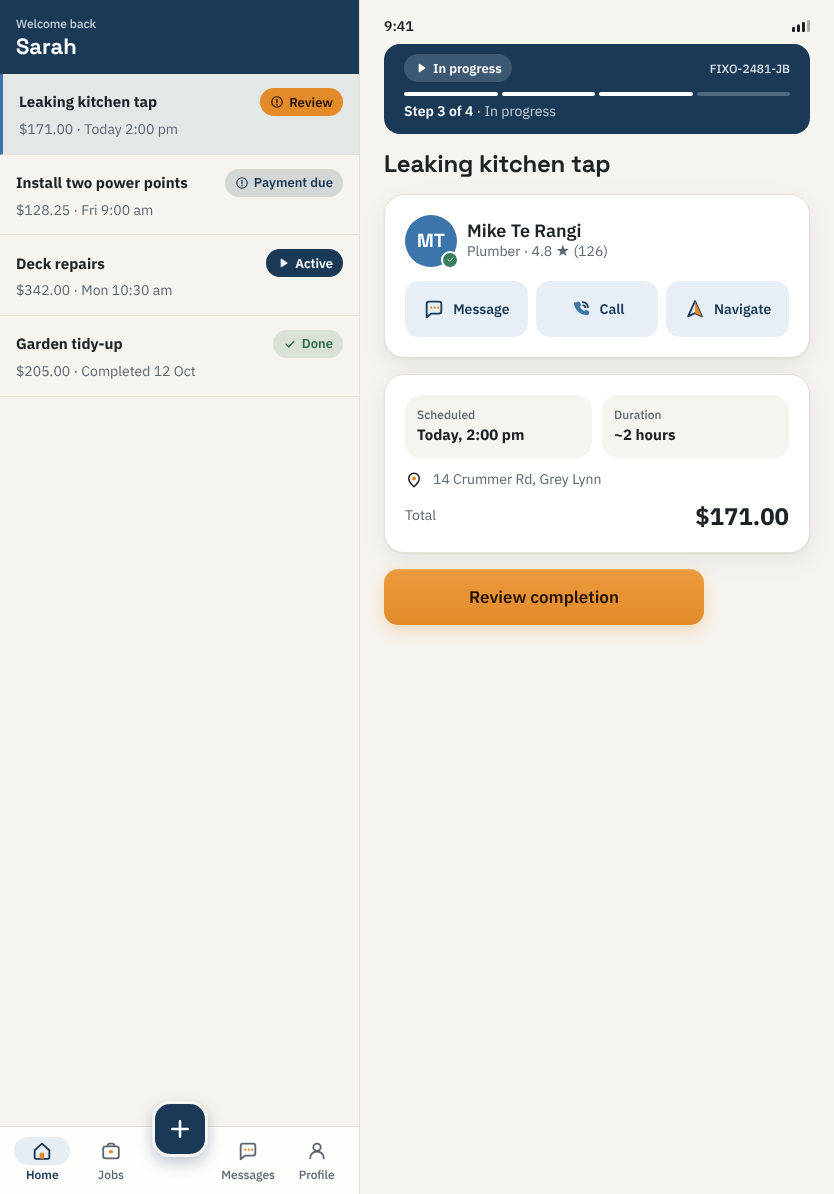 Welcome back
Sarah
Leaking kitchen tap
Review
$171.00 · Today 2:00 pm
Install two power points
Payment due
$128.25 · Fri 9:00 am
Deck repairs
Active
$342.00 · Mon 10:30 am
Garden tidy-up
Done
$205.00 · Completed 12 Oct
Home
Jobs
Messages
Profile
9:41
In progress
FIXO-2481-JB
Step 3 of 4 · In progress
Leaking kitchen tap
MT
Mike Te Rangi
Plumber · 4.8 ★ (126)
Message
Call
Navigate
Scheduled
Today, 2:00 pm
Duration
~2 hours
14 Crummer Rd, Grey Lynn
Total
$171.00
Review completion